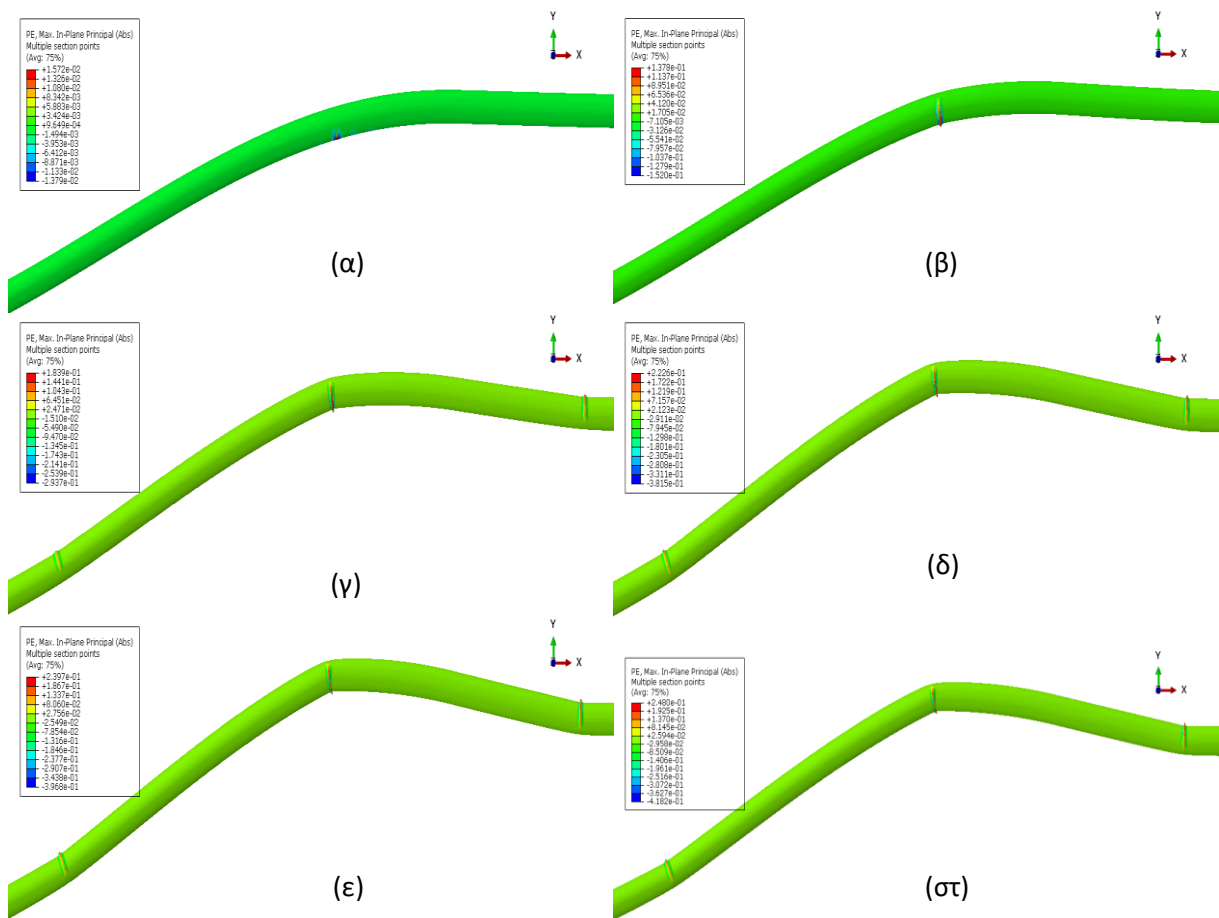 PE, Max. In-Plane Principal (Abs)
Multiple section points
(Avg: 75%)
+1.572e-02
+1.326e-02
+1.080e-02
+8.342e-03
+5.883e-03
+3.424e-03
+9.649e-04
-1.494e-03
-3.953e-03
-6.412e-03
-8.871e-03
-1.133e-02
-1.379e-02
Y
X
(α)
PE, Max. In-Plane Principal (Abs)
Multiple section points
(Avg: 75%)
+1.378e-01
+1.137e-01
+8.951e-02
+6.536e-02
+4.120e-02
+1.705e-02
-7.105e-03
-3.126e-02
-5.541e-02
-7.957e-02
-1.037e-01
-1.279e-01
-1.520e-01
Y
X
(β)
PE, Max. In-Plane Principal (Abs)
Multiple section points
(Avg: 75%)
+1.839e-01
+1.441e-01
+1.043e-01
+6.451e-02
+2.471e-02
-1.510e-02
-5.490e-02
-9.470e-02
-1.345e-01
-1.743e-01
-2.141e-01
-2.539e-01
-2.937e-01
Y
X
(γ)
PE, Max. In-Plane Principal (Abs)
Multiple section points
(Avg: 75%)
+2.226e-01
+1.722e-01
+1.219e-01
+7.157e-02
+2.123e-02
-2.911e-02
-7.945e-02
-1.298e-01
-1.801e-01
-2.305e-01
-2.808e-01
-3.311e-01
-3.815e-01
Y
X
(δ)
PE, Max. In-Plane Principal (Abs)
Multiple section points
(Avg: 75%)
+2.397e-01
+1.867e-01
+1.337e-01
+8.060e-02
+2.756e-02
-2.549e-02
-7.854e-02
-1.316e-01
-1.846e-01
-2.377e-01
-2.907e-01
-3.438e-01
-3.968e-01
Y
X
(ε)
PE, Max. In-Plane Principal (Abs)
Multiple section points
(Avg: 75%)
+2.480e-01
+1.925e-01
+1.370e-01
+8.145e-02
+2.594e-02
-2.958e-02
-8.509e-02
-1.406e-01
-1.961e-01
-2.516e-01
-3.072e-01
-3.627e-01
-4.182e-01
Y
X
(στ)